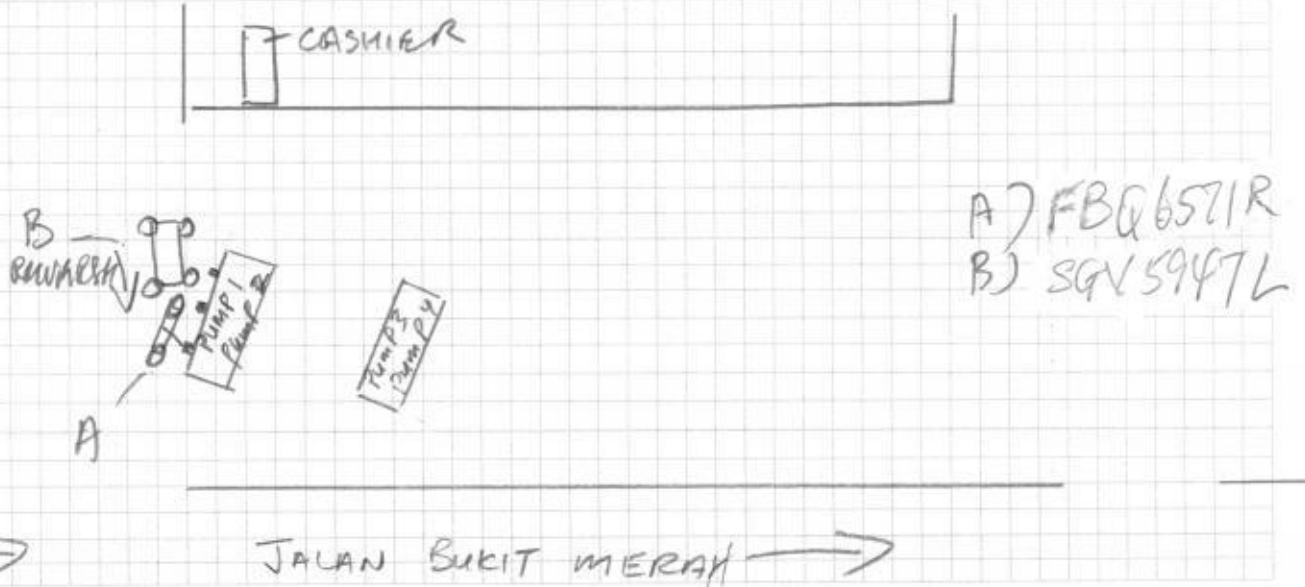 CASHIER
A) FBQ6571R
B) SGV5947L
B
PUMP 1
PUMP 2
PUMP 3
PUMP 4
A
JALAN BUKIT MERAH